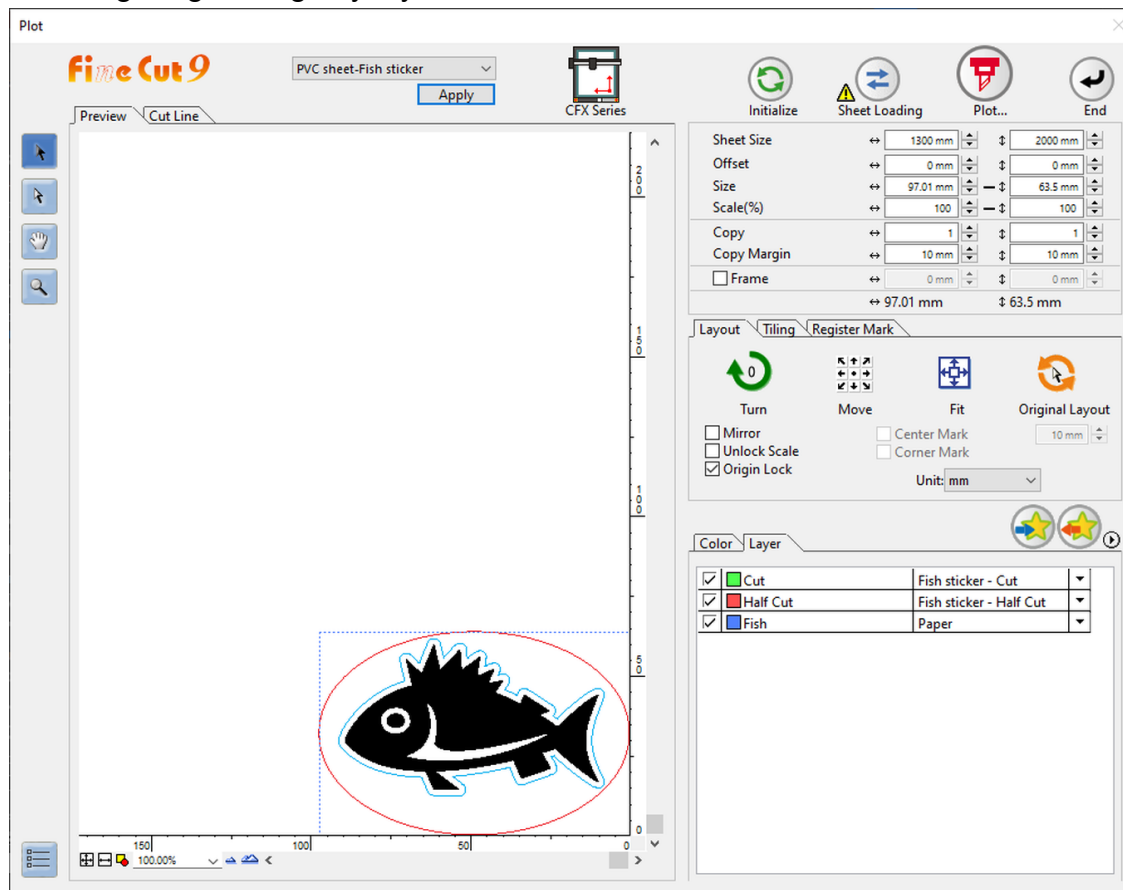 Plot
Fine Cut 9
PVC sheet-Fish sticker
Apply
CFX Series
Initialize
Sheet Loading
Plot...
End
Preview
Cut Line
Sheet Size 1300 mm 2000 mm
Offset 0 mm 0 mm
Size 97.01 mm 63.5 mm
Scale(%) 100 100
Copy 1 1
Copy Margin 10 mm 10 mm
Frame 0 mm 0 mm
97.01 mm 63.5 mm
Layout Tiling Register Mark
0
Turn Move Fit Original Layout
Mirror Center Mark 10 mm
Unlock Scale Corner Mark
Origin Lock
Unit: mm
Color Layer
Cut Fish sticker - Cut
Half Cut Fish sticker - Half Cut
Fish Paper
200
150
100
50
0
150 100 50 0
100.00%